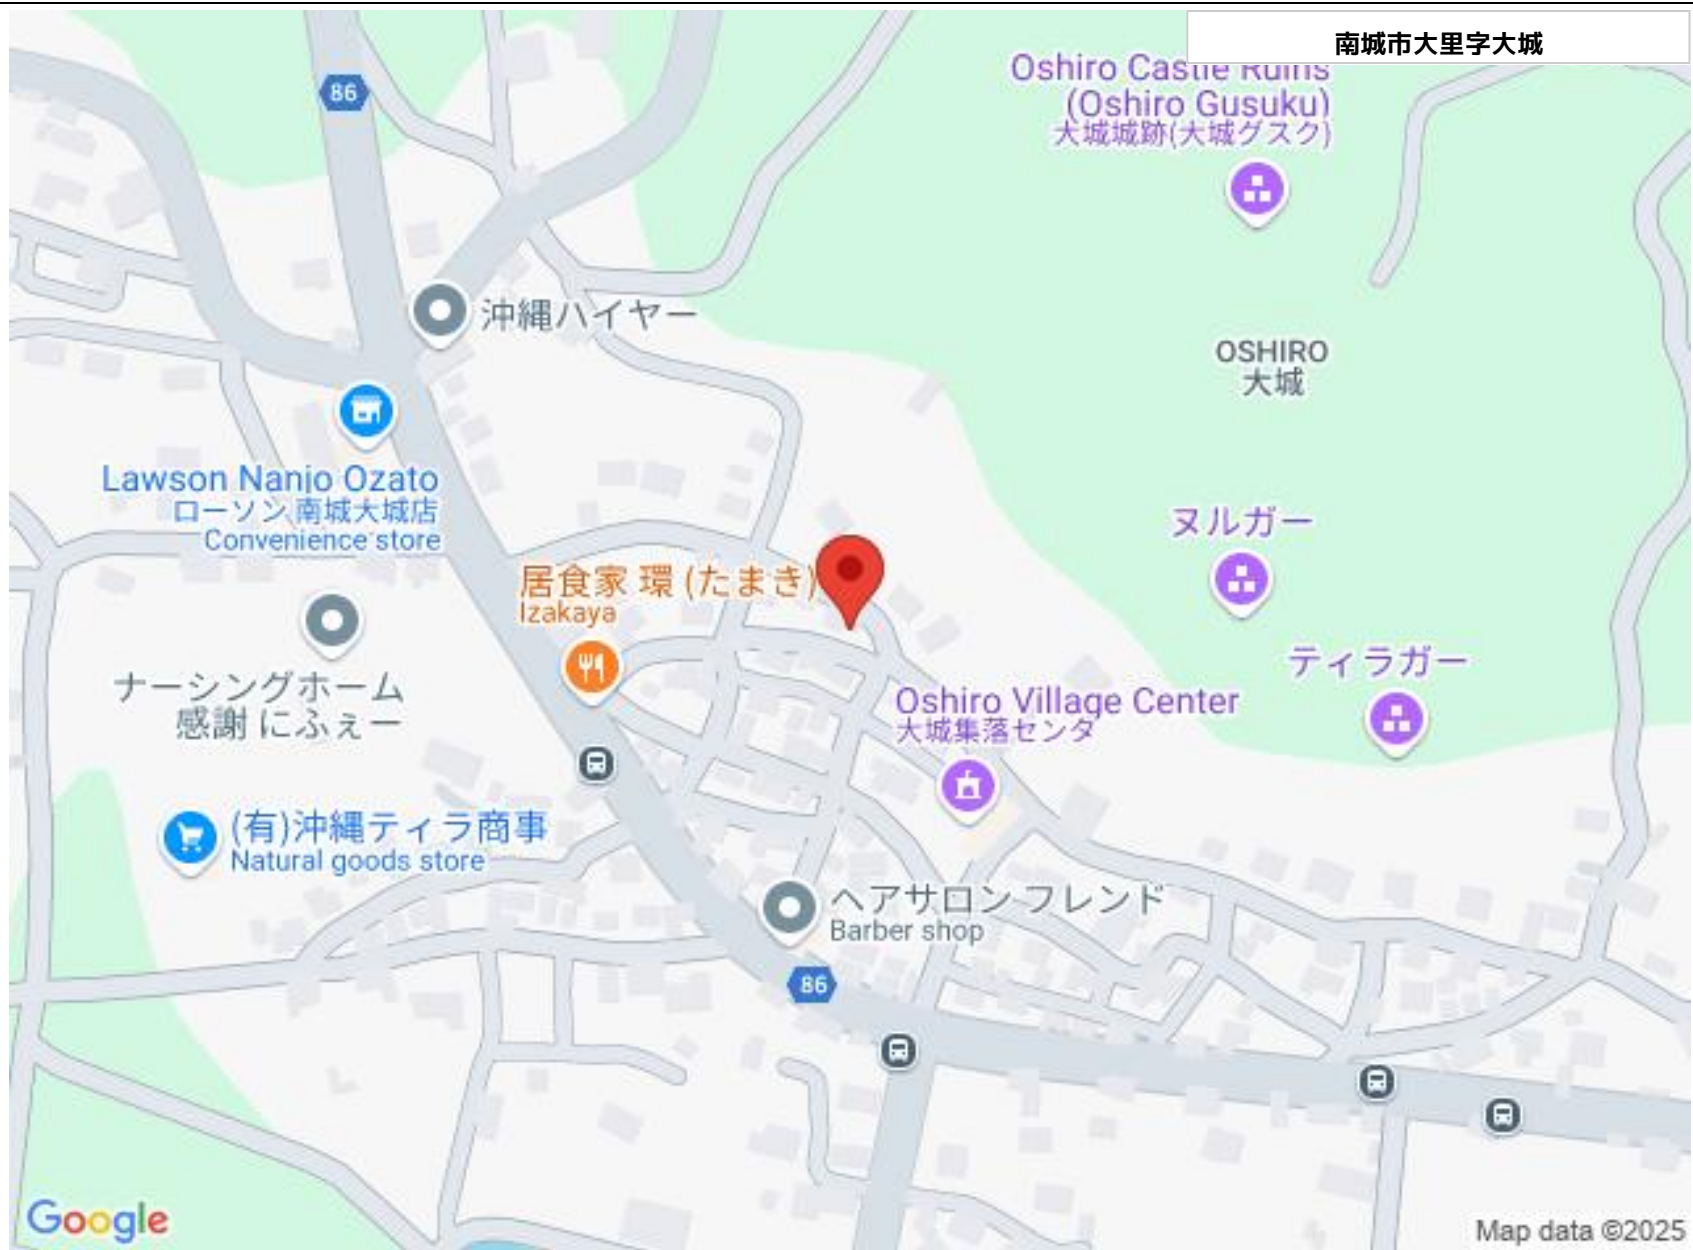 南城市大里字大城
86
Oshiro Castle Ruins
(Oshiro Gusuku)
大城城跡(大城グスク)
沖縄ハイヤー
OSHIRO
大城
Lawson Nanjo Ozato
ローソン 南城大城店
Convenience store
ヌルガー
居食家 環 (たまき)
Izakaya
ティラガー
ナーシングホーム
感謝 にふぇー
Oshiro Village Center
大城集落センタ
(有)沖縄ティラ商事
Natural goods store
ヘアサロン フレンド
Barber shop
86
Google
Map data ©2025